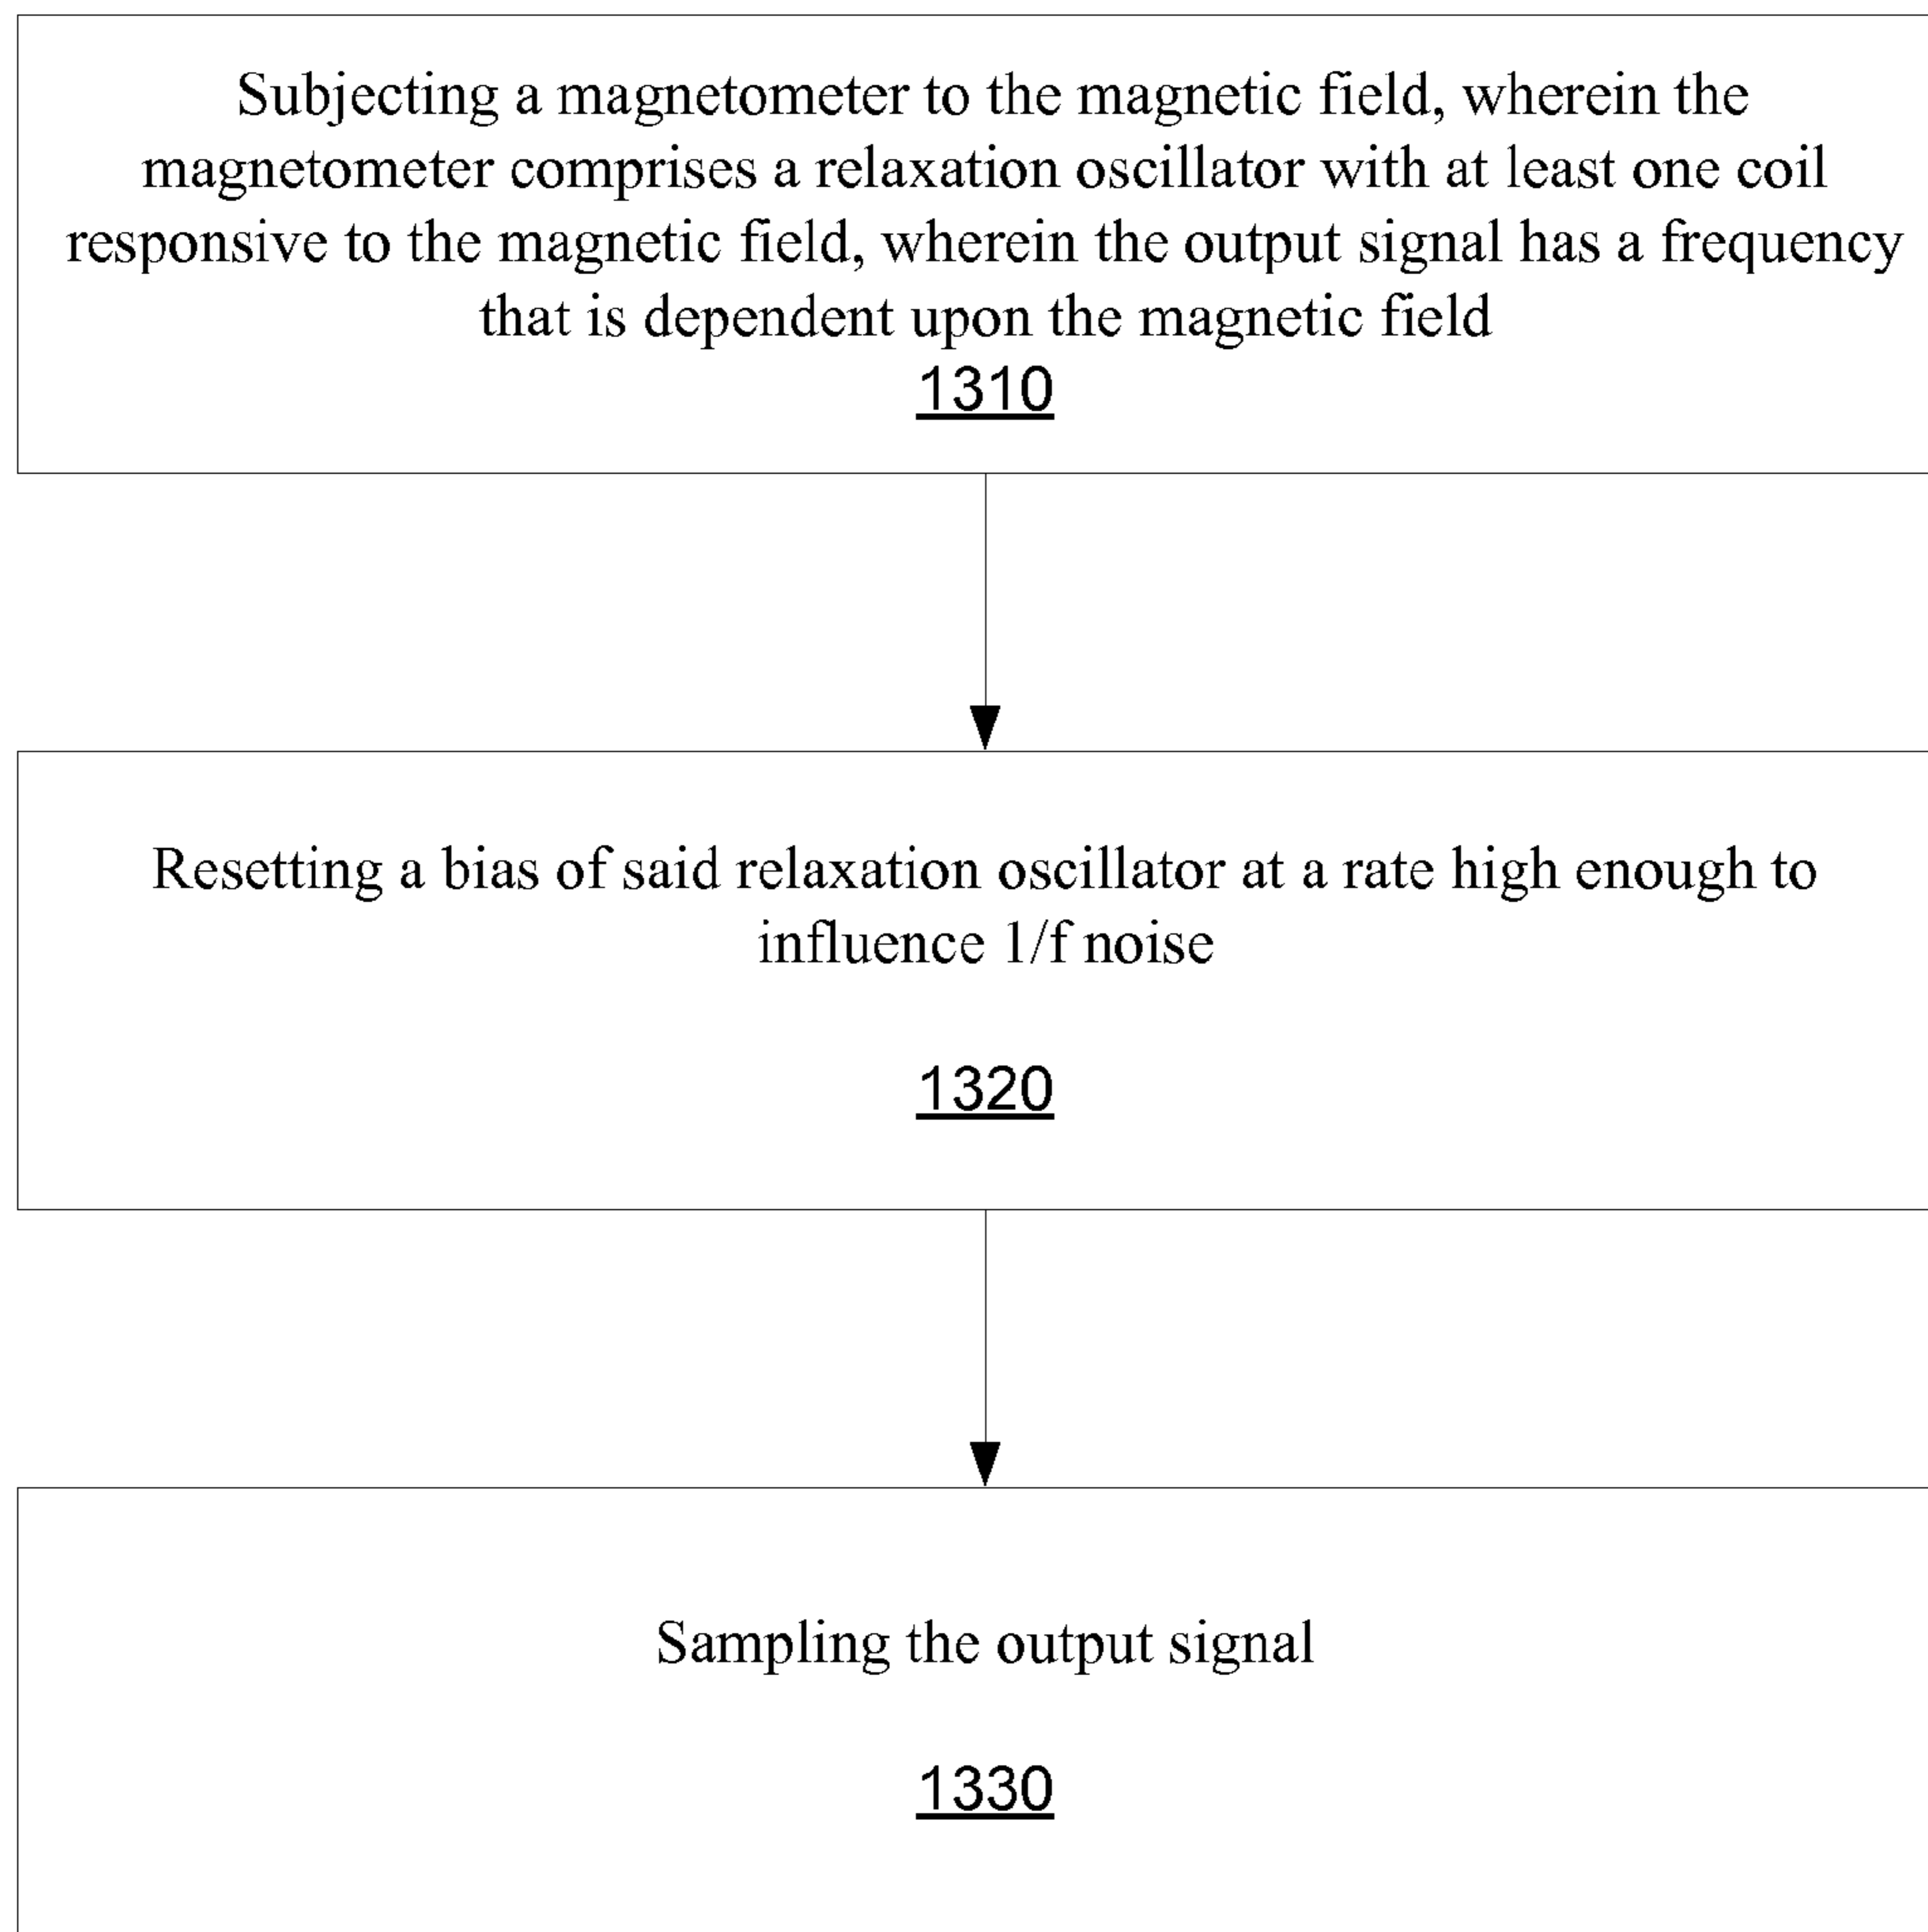 Subjecting a magnetometer to the magnetic field, wherein the
magnetometer comprises a relaxation oscillator with at least one coil
responsive to the magnetic field, wherein the output signal has a frequency
that is dependent upon the magnetic field
1310
Resetting a bias of said relaxation oscillator at a rate high enough to
influence 1/f noise
1320
Sampling the output signal
1330